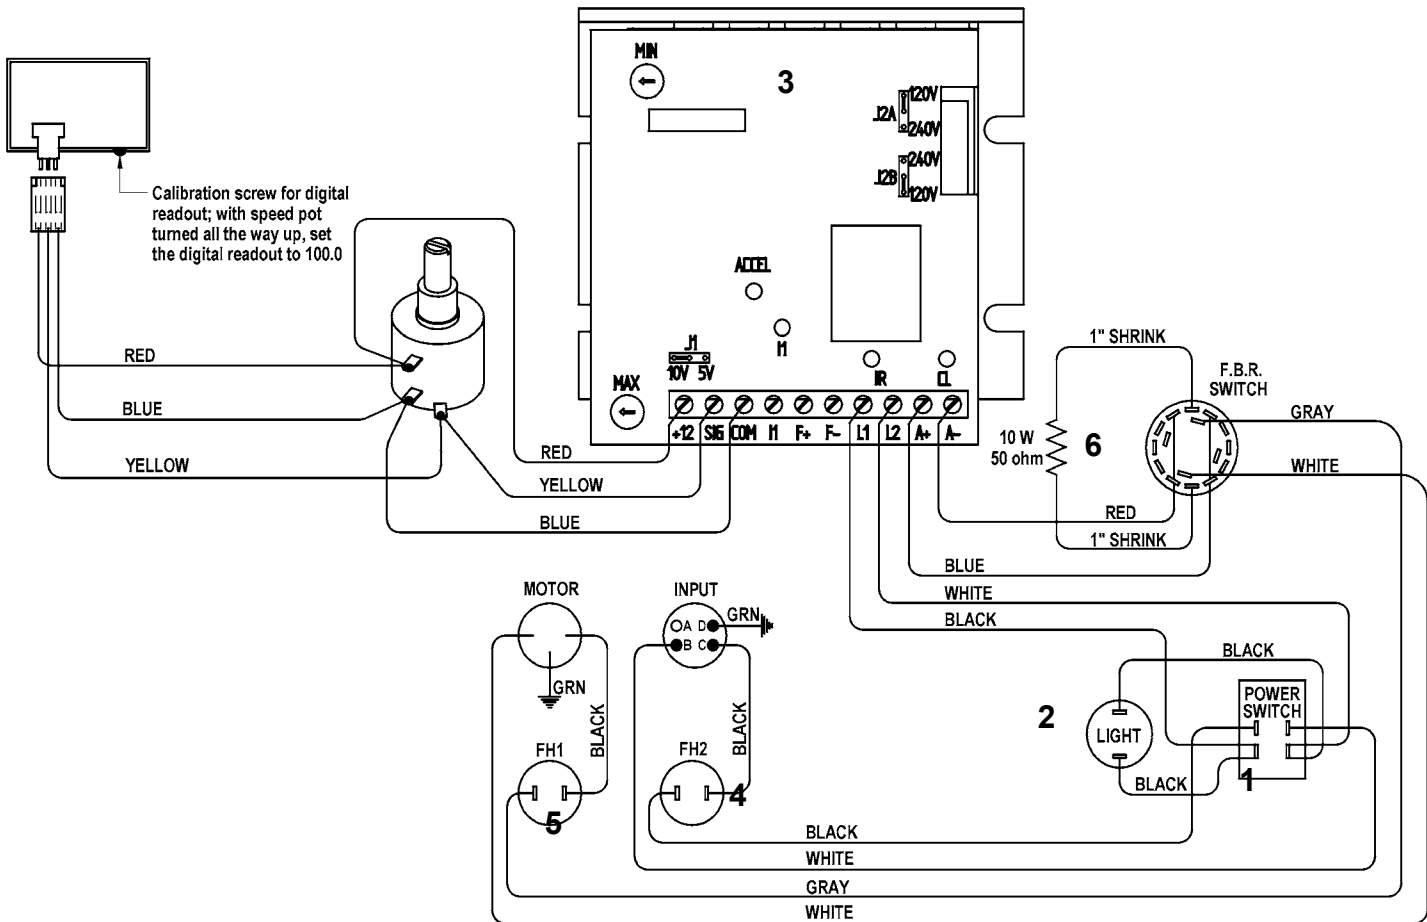 MIN
3
J2A
120V
240V
J2B
240V
120V
Calibration screw for digital
readout; with speed pot
turned all the way up, set
the digital readout to 100.0
ACCEL
I1
J1
10V 5V
IR
CL
MAX
+12 SIG COM I1 F+ F- L1 L2 A+ A-
RED
BLUE
YELLOW
RED
YELLOW
BLUE
1" SHRINK
F.B.R.
SWITCH
GRAY
10 W
50 ohm
6
WHITE
RED
1" SHRINK
BLUE
WHITE
BLACK
MOTOR
GRN
BLACK
INPUT
A D
B C
GRN
BLACK
BLACK
2
LIGHT
POWER
SWITCH
1
BLACK
FH1
5
FH2
4
BLACK
WHITE
GRAY
WHITE